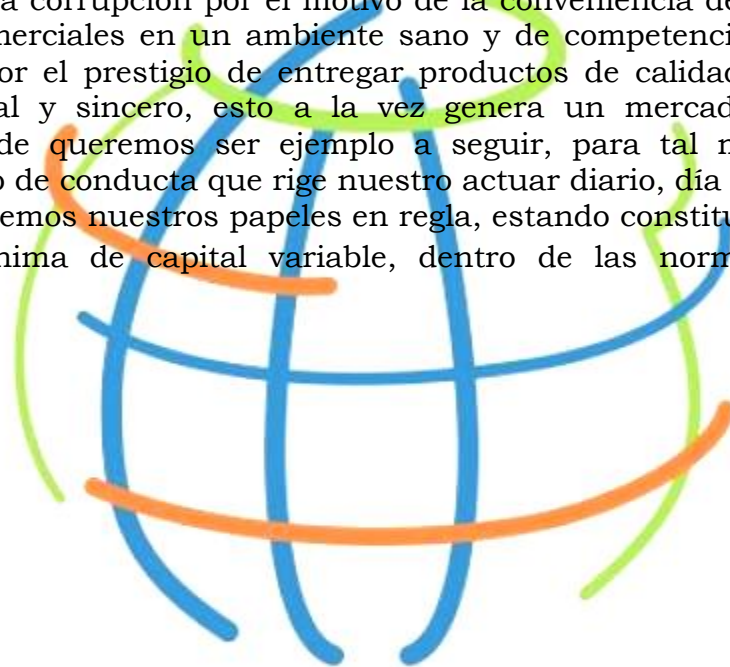 a corrupción por el motivo de la conveniencia de
merciales en un ambiente sano y de competenci
or el prestigio de entregar productos de calidad
al y sincero, esto a la vez genera un mercad
de queremos ser ejemplo a seguir, para tal
o de conducta que rige nuestro actuar diario, día
emos nuestros papeles en regla, estando constitu
nima de capital variable, dentro de las norm